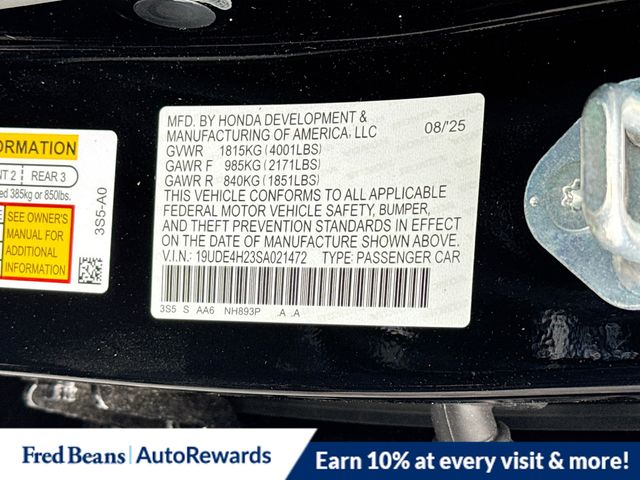 MFD. BY HONDA DEVELOPMENT &
MANUFACTURING OF AMERICA, LLC 08/'25
GVWR 1815KG (4001LBS)
GAWR F 985KG (2171LBS)
GAWR R 840KG (1851LBS)
THIS VEHICLE CONFORMS TO ALL APPLICABLE
FEDERAL MOTOR VEHICLE SAFETY, BUMPER,
AND THEFT PREVENTION STANDARDS IN EFFECT
ON THE DATE OF MANUFACTURE SHOWN ABOVE.
V.I.N.: 19UDE4H23SA021472 TYPE: PASSENGER CAR
3S5 S AA6 NH893P .A .A
REAR 3
385kg or 850lbs.
SEE OWNER'S
MANUAL FOR
ADDITIONAL
INFORMATION
3S5-A0
Fred Beans | AutoRewards
Earn 10% at every visit & more!